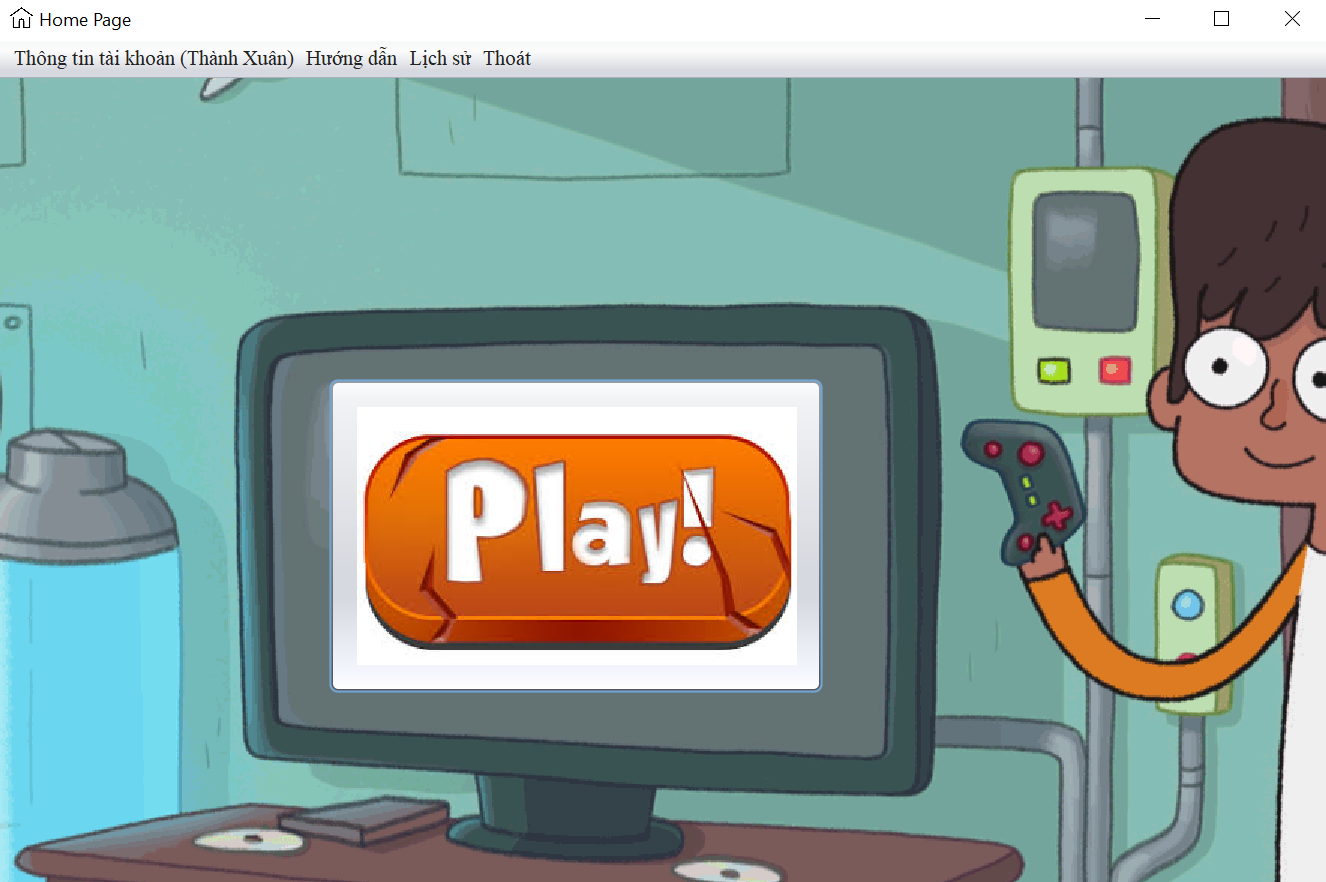 Home Page
Thông tin tài khoản (Thành Xuân) Hướng dẫn Lịch sử Thoát
Play!